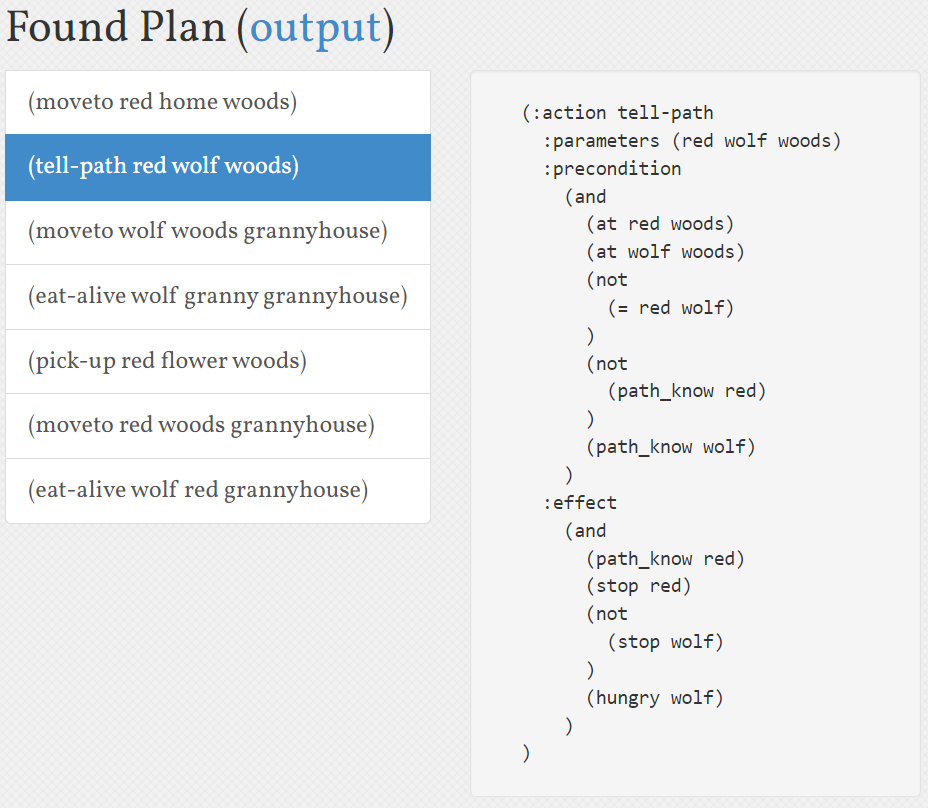 Found Plan (output)
(moveto red home woods)
(tell-path red wolf woods)
(moveto wolf woods grannyhouse)
(eat-alive wolf granny grannyhouse)
(pick-up red flower woods)
(moveto red woods grannyhouse)
(eat-alive wolf red grannyhouse)
(:action tell-path
:parameters (red wolf woods)
:precondition
(and
(at red woods)
(at wolf woods)
(not
(= red wolf)
)
(not
(path_know red)
)
(path_know wolf)
)
:effect
(and
(path_know red)
(stop red)
(not
(stop wolf)
)
(hungry wolf)
)
)